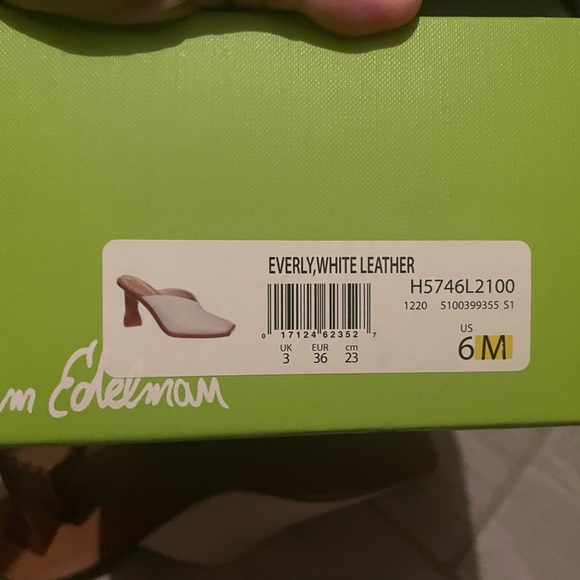 EVERLY,WHITE LEATHER
H5746L2100
1220 5100399355 S1
0 17124 62352 7
UK EUR cm
3 36 23
US
6 M
m Edelman